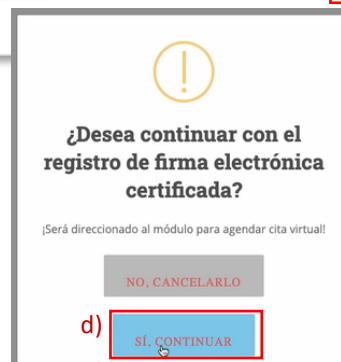 ¿Desea continuar con el
registro de firma electrónica
certificada?
¡Será direccionado al módulo para agendar cita virtual!
NO, CANCELARLO
d)
SÍ, CONTINUAR